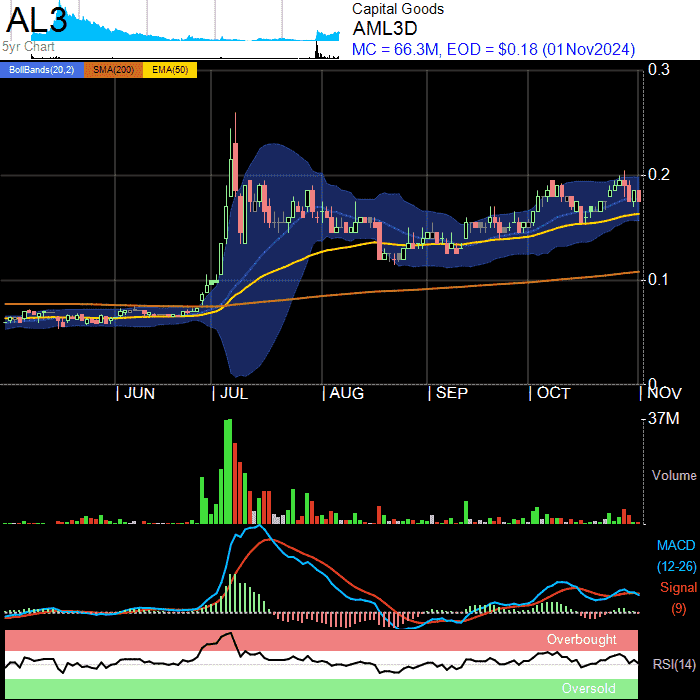 AL3
5yr Chart
Capital Goods
AML3D
MC = 66.3M, EOD = $0.18 (01Nov2024)
BollBands(20,2) SMA(200) EMA(50)
0.3
0.2
0.1
0
JUN JUL AUG SEP OCT NOV
37M
Volume
MACD
(12-26)
Signal
(9)
Overbought
RSI(14)
Oversold